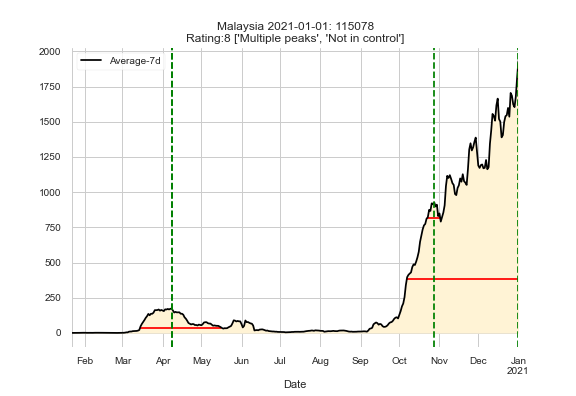 Malaysia 2021-01-01: 115078
Rating:8 ['Multiple peaks', 'Not in control']
Average-7d
2000
1750
1500
1250
1000
750
500
250
0
Feb Mar Apr May Jun Jul Aug Sep Oct Nov Dec Jan
2021
Date